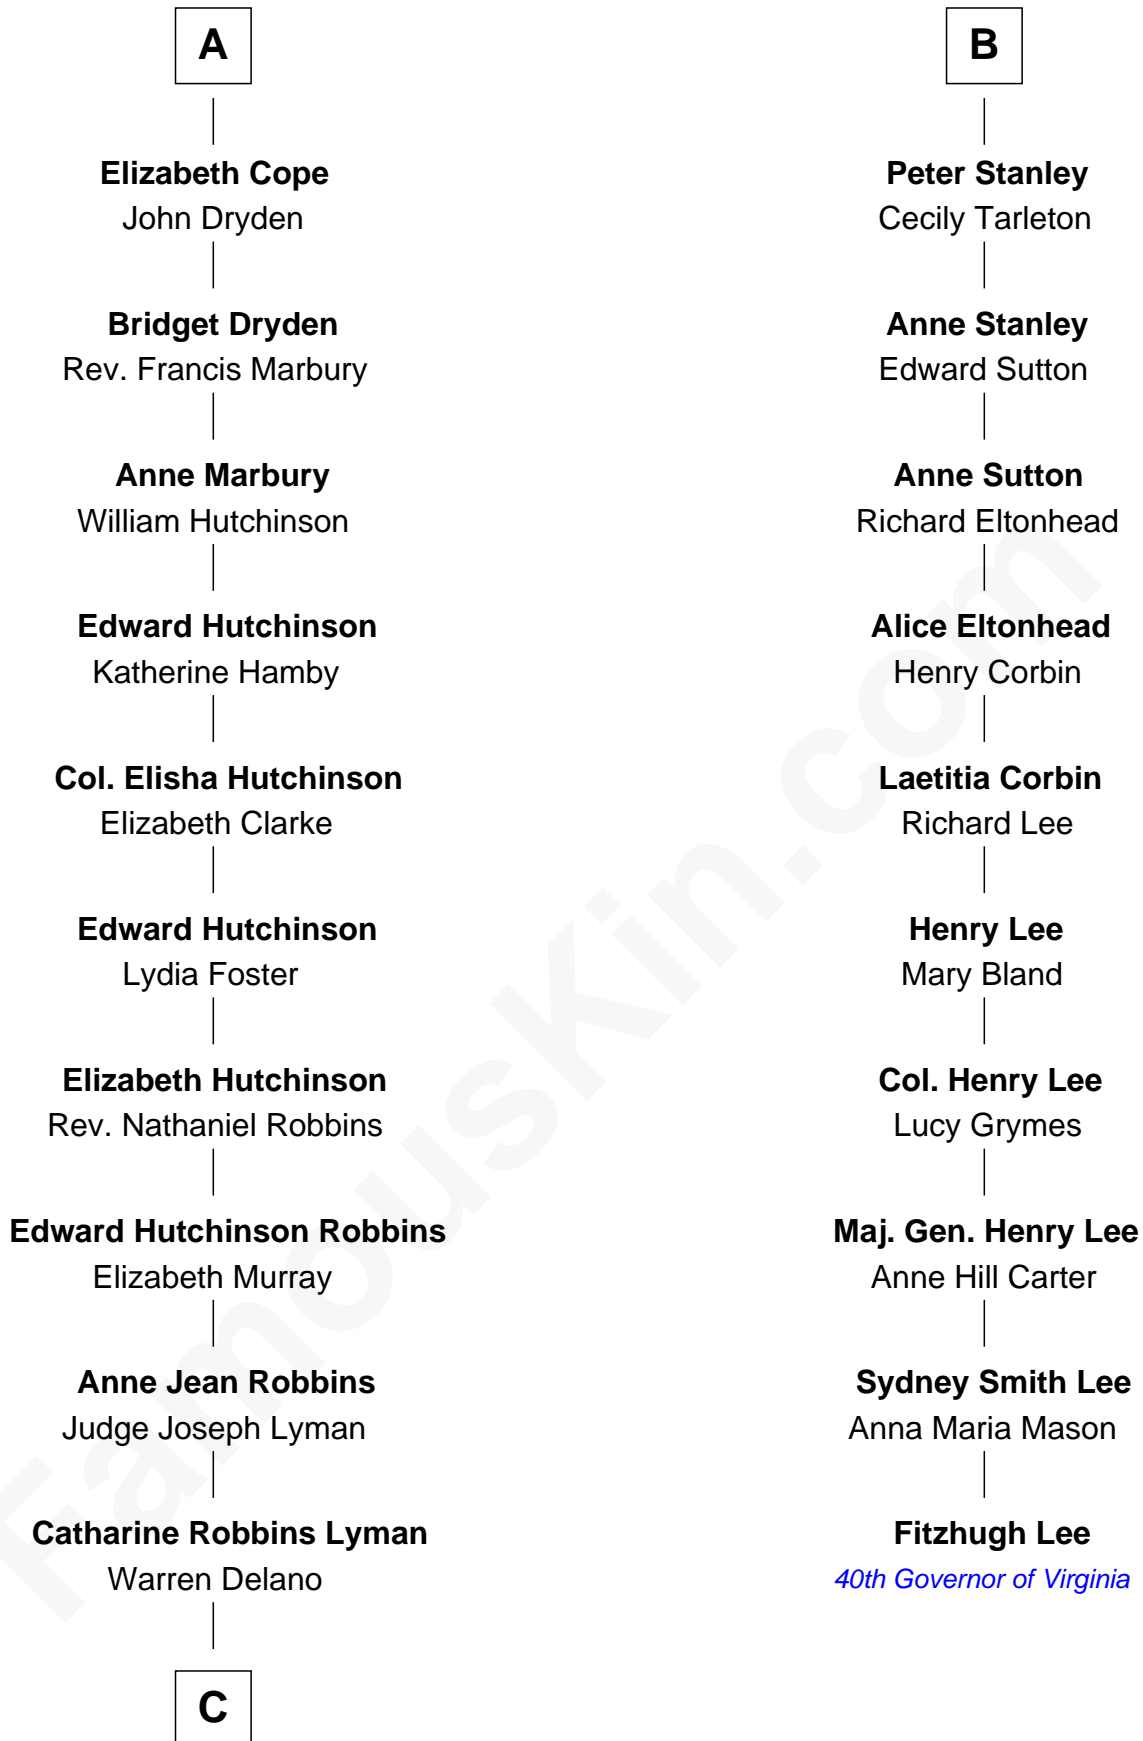 A
Elizabeth Cope
John Dryden
Bridget Dryden
Rev. Francis Marbury
Anne Marbury
William Hutchinson
Edward Hutchinson
Katherine Hamby
Col. Elisha Hutchinson
Elizabeth Clarke
Edward Hutchinson
Lydia Foster
Elizabeth Hutchinson
Rev. Nathaniel Robbins
Edward Hutchinson Robbins
Elizabeth Murray
Anne Jean Robbins
Judge Joseph Lyman
Catharine Robbins Lyman
Warren Delano
C
B
Peter Stanley
Cecily Tarleton
Anne Stanley
Edward Sutton
Anne Sutton
Richard Eltonhead
Alice Eltonhead
Henry Corbin
Laetitia Corbin
Richard Lee
Henry Lee
Mary Bland
Col. Henry Lee
Lucy Grymes
Maj. Gen. Henry Lee
Anne Hill Carter
Sydney Smith Lee
Anna Maria Mason
Fitzhugh Lee
40th Governor of Virginia
FamousKin.com